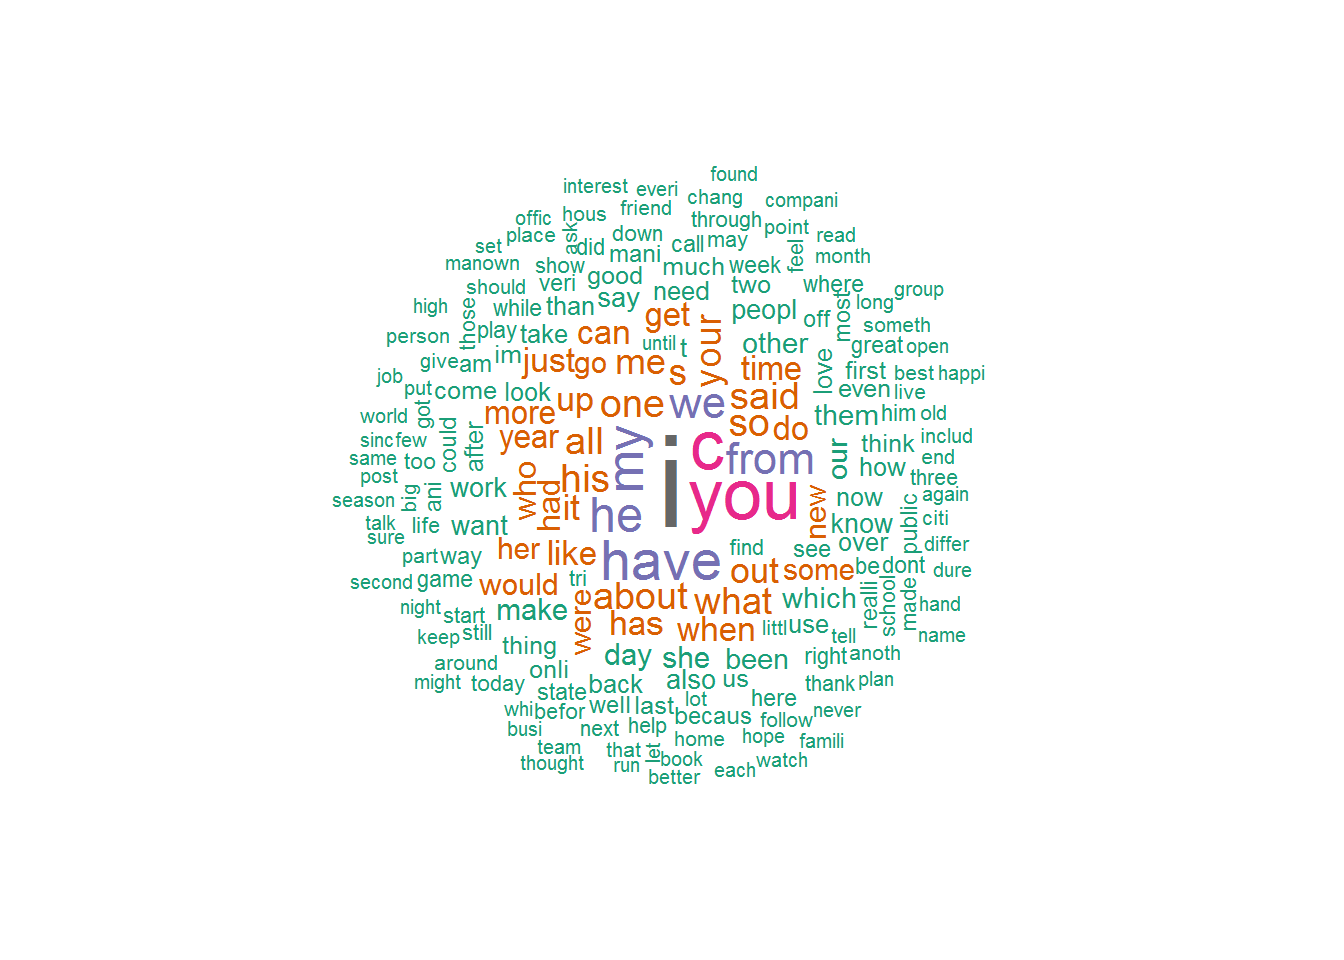 found
interest everi chang compani
offic hous friend through point read
set place ask did down call may feel month
manown show mani much week
should veri good need two where group
high those while than say peopl off most long
person play take can get your other someth
give am im just go me until t s time love great open
job put come look first best happi
world got more up one we said them even live him old
sinc few could after year all my i c so do our think includ
same too who his from how end
post big ani work had it he you new now three again
season life want know public citi
talk
sure
part way her like have find see over differ
second game would tri out some be dont dure
night start make were about what which realli school made hand
keep still has when littl use tell name
thing day she been right anoth
around onli
might today state back also us here thank plan
whi befor well last lot becaus follow never
busi next help home hope famili
team that let book watch
thought run better each